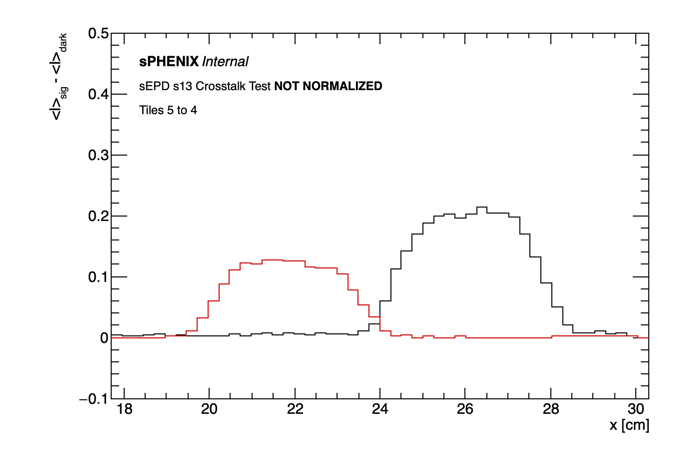 0.5
<I>sig - <I>dark
sPHENIX Internal
sEPD s13 Crosstalk Test NOT NORMALIZED
Tiles 5 to 4
0.4
0.3
0.2
0.1
0
−0.1
18 20 22 24 26 28 30
x [cm]